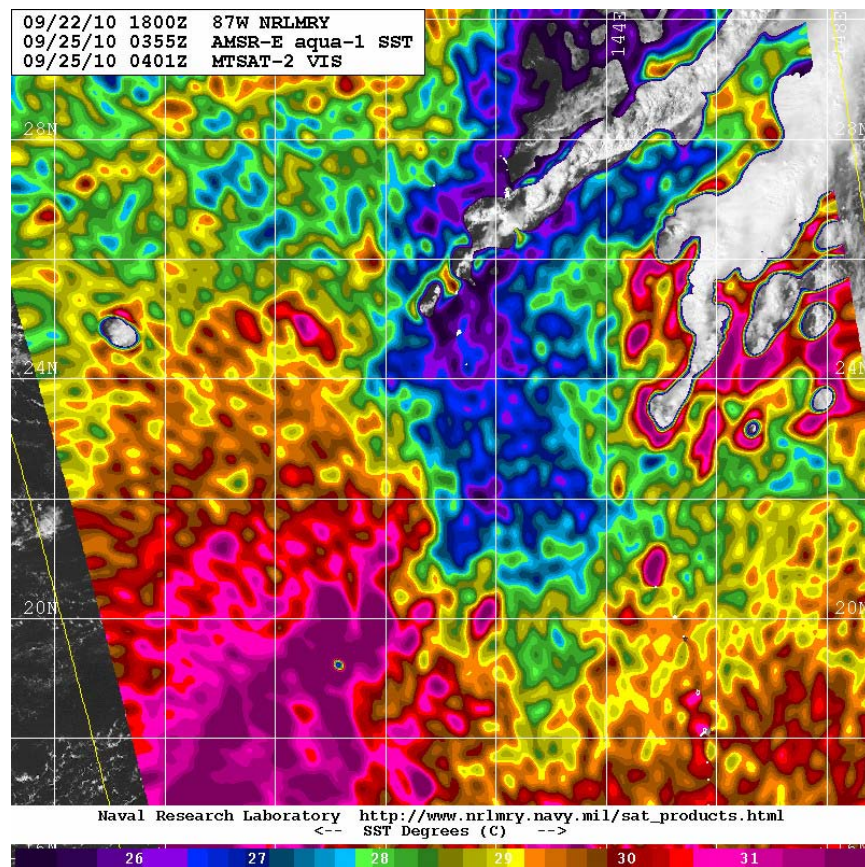 09/22/10 1800Z 87W NRLMRY
09/25/10 0355Z AMSR-E aqua-1 SST
09/25/10 0401Z MTSAT-2 VIS
144E
148E
28N
28N
24N
24N
20N
20N
Naval Research Laboratory http://www.nrlmry.navy.mil/sat_products.html
<-- SST Degrees (C) -->
26 27 28 29 30 31